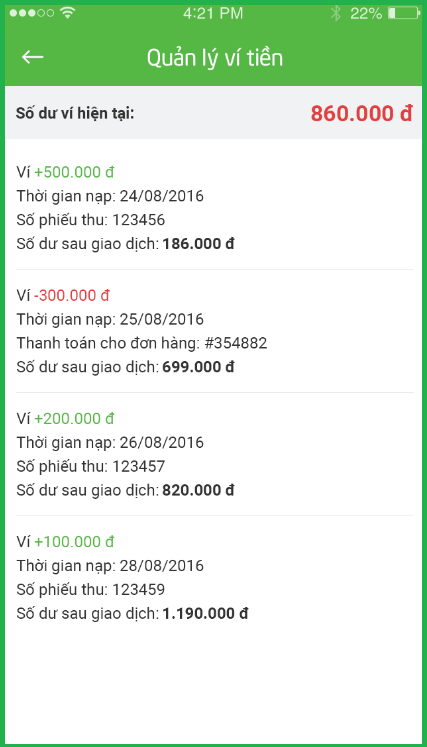 4:21 PM 22%
Quản lý ví tiền
Số dư ví hiện tại: 860.000 đ
Ví +500.000 đ
Thời gian nạp: 24/08/2016
Số phiếu thu: 123456
Số dư sau giao dịch: 186.000 đ
Ví -300.000 đ
Thời gian nạp: 25/08/2016
Thanh toán cho đơn hàng: #354882
Số dư sau giao dịch: 699.000 đ
Ví +200.000 đ
Thời gian nạp: 26/08/2016
Số phiếu thu: 123457
Số dư sau giao dịch: 820.000 đ
Ví +100.000 đ
Thời gian nạp: 28/08/2016
Số phiếu thu: 123459
Số dư sau giao dịch: 1.190.000 đ